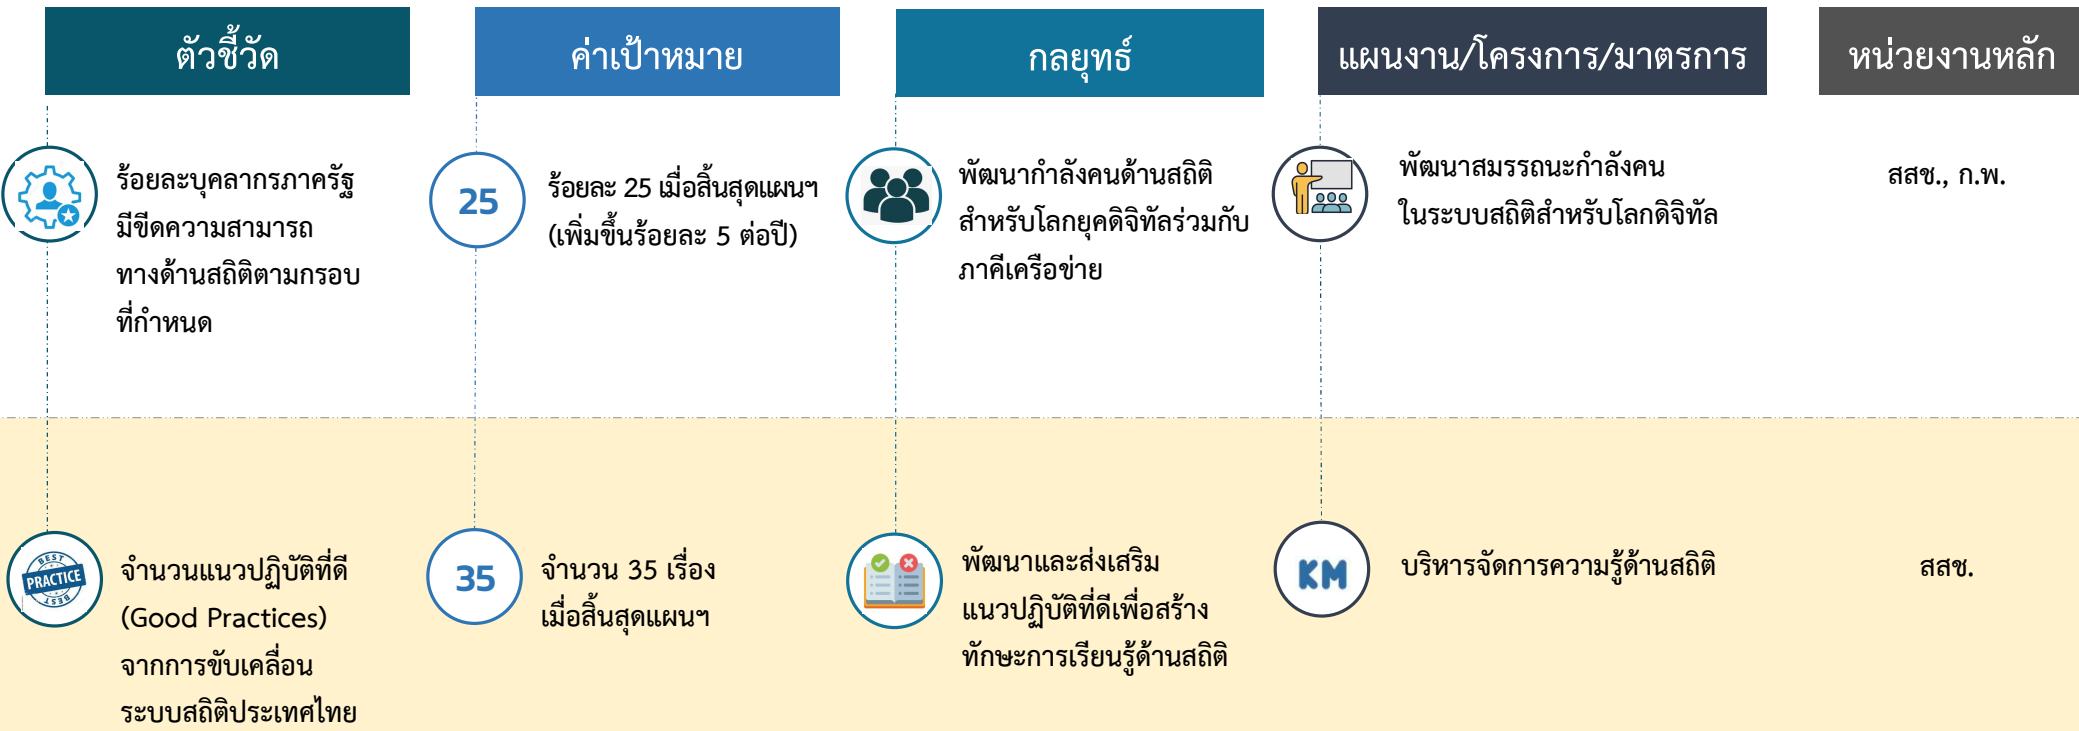 ตัวชี้วัด
ค่าเป้าหมาย
กลยุทธ์
แผนงาน/โครงการ/มาตรการ
หน่วยงานหลัก
ร้อยละบุคลากรภาครัฐ
มีขีดความสามารถ
ทางด้านสถิติตามกรอบ
ที่กำหนด
25
ร้อยละ 25 เมื่อสิ้นสุดแผนฯ
(เพิ่มขึ้นร้อยละ 5 ต่อปี)
พัฒนากำลังคนด้านสถิติ
สำหรับโลกยุคดิจิทัลร่วมกับ
ภาคีเครือข่าย
พัฒนาสมรรถนะกำลังคน
ในระบบสถิติสำหรับโลกดิจิทัล
สสช., ก.พ.
BEST
PRACTICE
BEST
จำนวนแนวปฏิบัติที่ดี
(Good Practices)
จากการขับเคลื่อน
ระบบสถิติประเทศไทย
35
จำนวน 35 เรื่อง
เมื่อสิ้นสุดแผนฯ
พัฒนาและส่งเสริม
แนวปฏิบัติที่ดีเพื่อสร้าง
ทักษะการเรียนรู้ด้านสถิติ
KM
บริหารจัดการความรู้ด้านสถิติ
สสช.